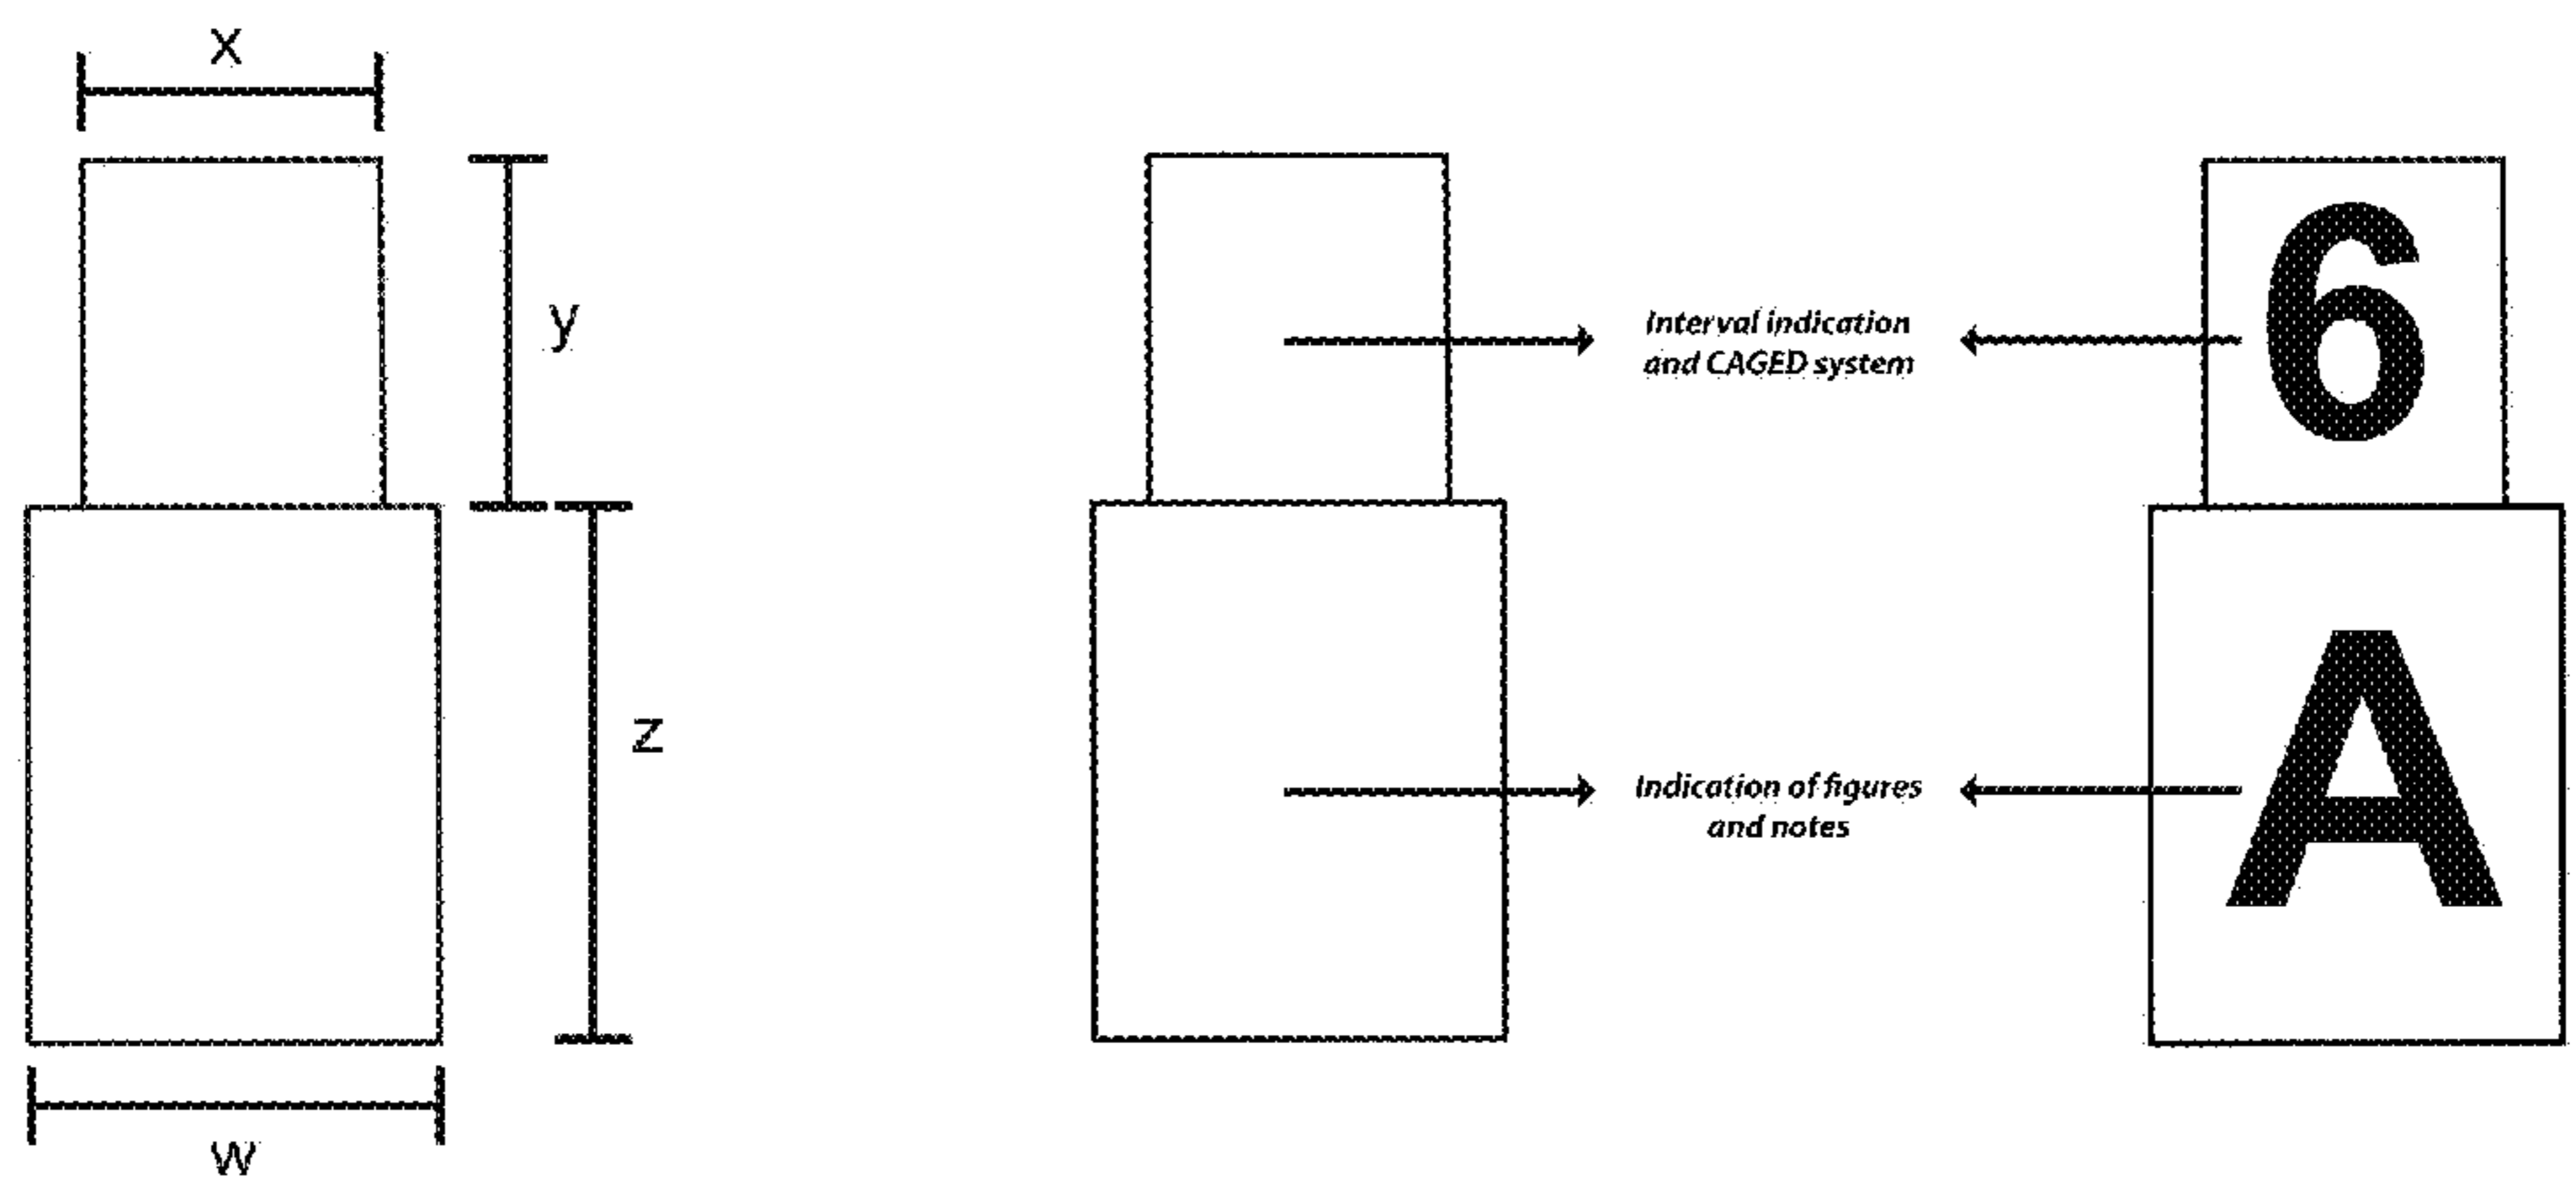 x
y
z
w
Interval indication
and CAGED system
Indication of figures
and notes
6
A